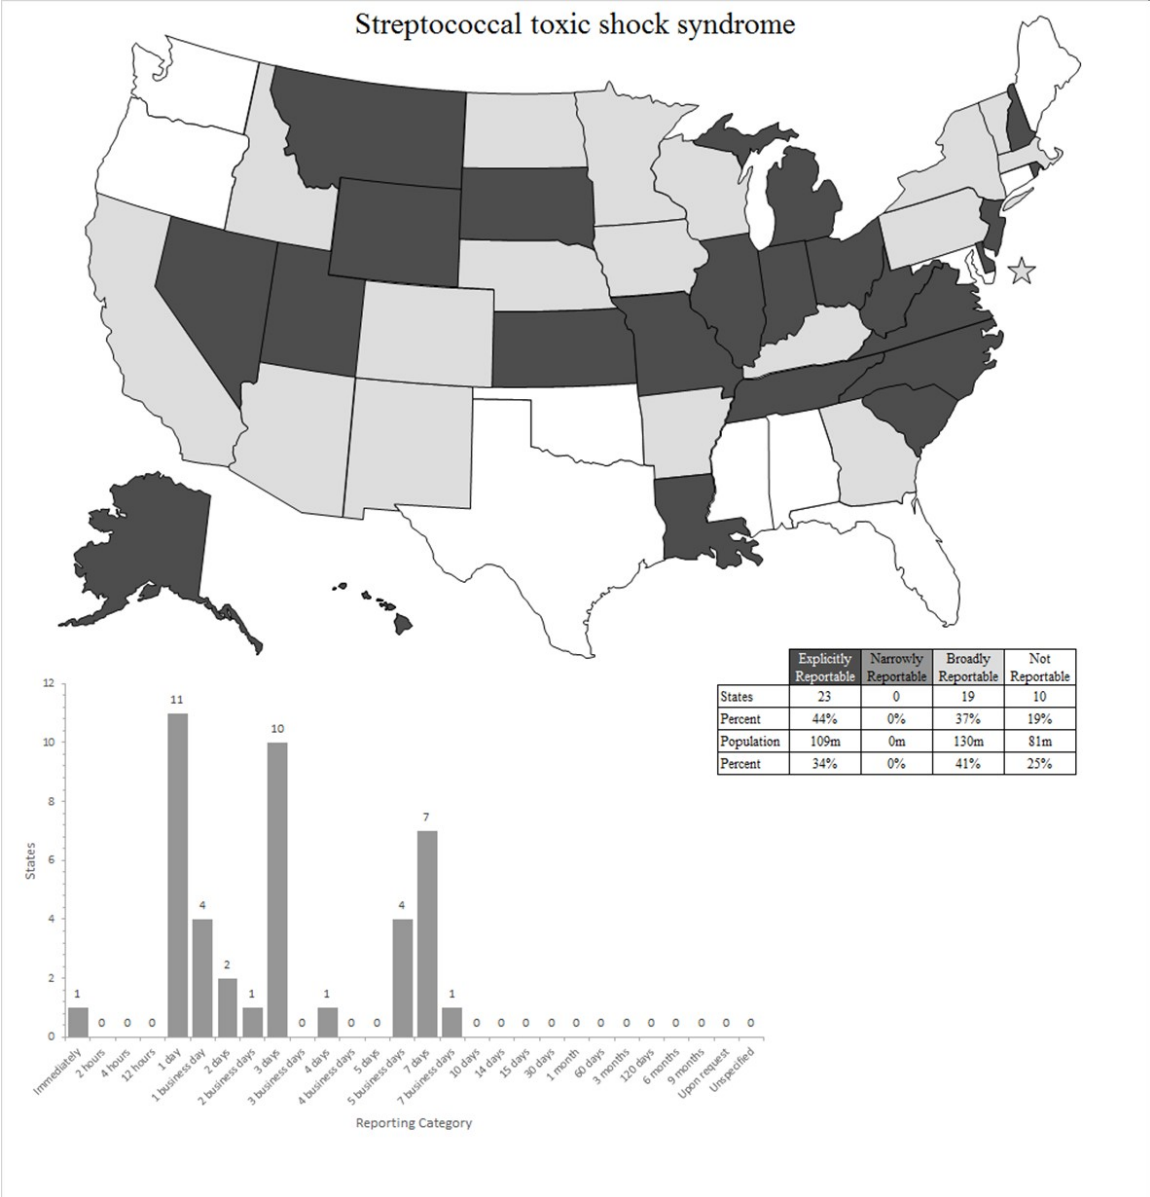 Streptococcal toxic shock syndrome
Explicitly Reportable Narrowly Reportable Broadly Reportable Not Reportable
States 23 0 19 10
Percent 44% 0% 37% 19%
Population 109m 0m 130m 81m
Percent 34% 0% 41% 25%
12
10
8
6
4
2
0
States
1 0 0 0 11 4 2 1 10 0 1 0 0 4 7 1 0 0 0 0 0 0 0 0 0 0 0 0
Immediately
2 hours
4 hours
12 hours
1 day
1 business day
2 days
2 business days
3 days
3 business days
4 days
4 business days
5 days
5 business days
7 days
7 business days
10 days
14 days
15 days
30 days
1 month
60 days
3 months
120 days
6 months
9 months
Upon request
Unspecified
Reporting Category